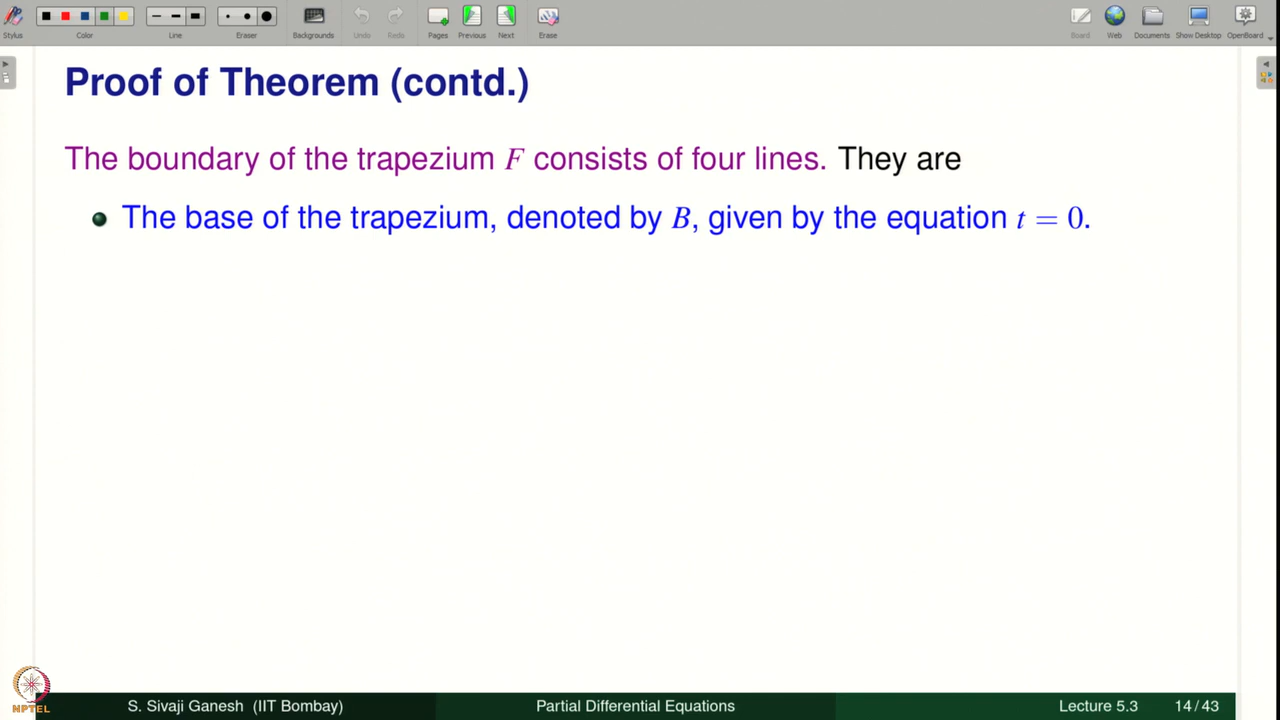 Stylus
Color
Line
Eraser
Backgrounds
Undo
Redo
Pages
Previous
Next
Erase
Board
Web
Documents
Show Desktop
OpenBoard
Proof of Theorem (contd.)
The boundary of the trapezium F consists of four lines. They are
The base of the trapezium, denoted by B, given by the equation t = 0.
NPTEL
S. Sivaji Ganesh (IIT Bombay)
Partial Differential Equations
Lecture 5.3
14 / 43